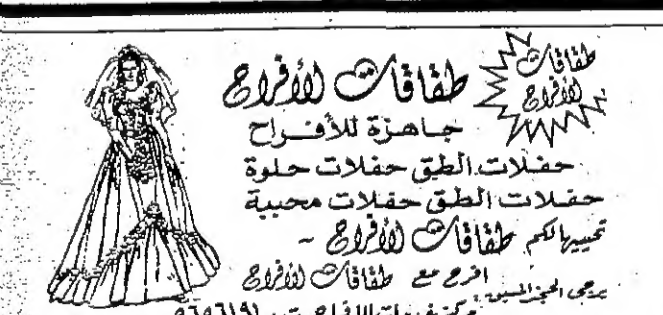 طقاقات
الأفراح
طقاقات الأفراح
جاهزة للأفراح
حفلات الطق حفلات حلوة
حفلات الطق حفلات محببة
تحييها لكم طقاقات الأفراح ~
افرح مع طقاقات الأفراح
يرجى الحجز المسبق